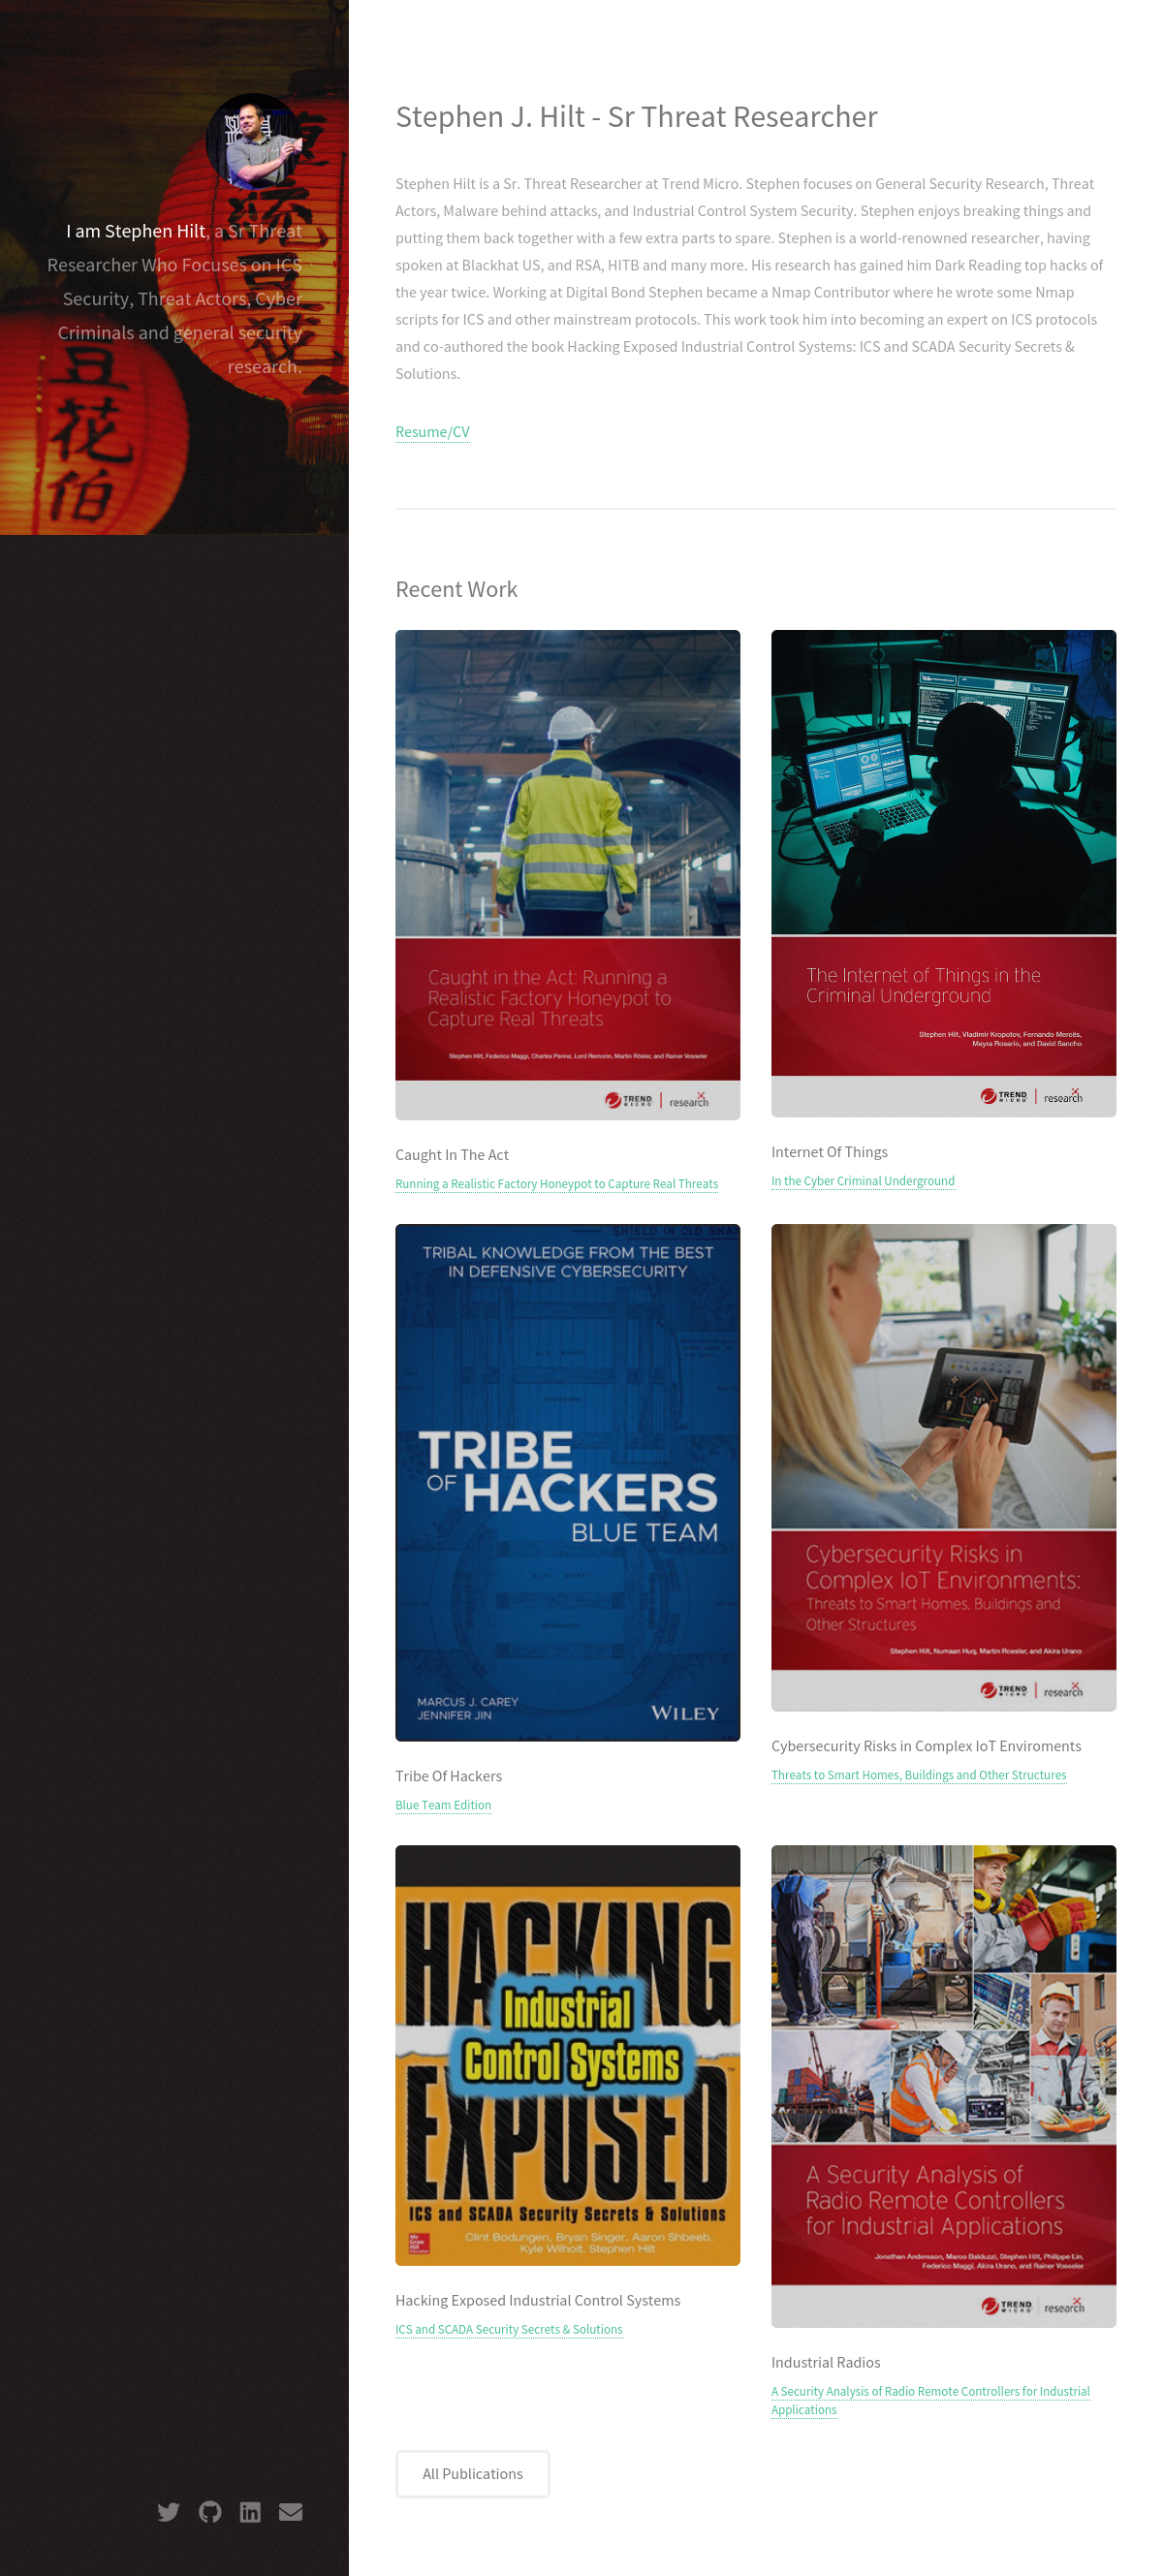 I am Stephen Hilt, a Sr Threat
Researcher Who Focuses on ICS
Security, Threat Actors, Cyber
Criminals and general security
research.
豆
花
伯
Stephen J. Hilt - Sr Threat Researcher
Stephen Hilt is a Sr. Threat Researcher at Trend Micro. Stephen focuses on General Security Research, Threat
Actors, Malware behind attacks, and Industrial Control System Security. Stephen enjoys breaking things and
putting them back together with a few extra parts to spare. Stephen is a world-renowned researcher, having
spoken at Blackhat US, and RSA, HITB and many more. His research has gained him Dark Reading top hacks of
the year twice. Working at Digital Bond Stephen became a Nmap Contributor where he wrote some Nmap
scripts for ICS and other mainstream protocols. This work took him into becoming an expert on ICS protocols
and co-authored the book Hacking Exposed Industrial Control Systems: ICS and SCADA Security Secrets &
Solutions.
Resume/CV
Recent Work
Caught in the Act: Running a
Realistic Factory Honeypot to
Capture Real Threats
Stephen Hilt, Federico Maggi, Charles Perine, Lord Remorin, Martin Rösler, and Rainer Vosseler
TREND MICRO | research
Caught In The Act
Running a Realistic Factory Honeypot to Capture Real Threats
The Internet of Things in the
Criminal Underground
Stephen Hilt, Vladimir Kropotov, Fernando Mercês,
Mayra Rosario, and David Sancho
TREND MICRO | research
Internet Of Things
In the Cyber Criminal Underground
SHIELD IN OLD SHA
TRIBAL KNOWLEDGE FROM THE BEST
IN DEFENSIVE CYBERSECURITY
TRIBE
OF HACKERS
BLUE TEAM
MARCUS J. CAREY
JENNIFER JIN
WILEY
Tribe Of Hackers
Blue Team Edition
Cybersecurity Risks in
Complex IoT Environments:
Threats to Smart Homes, Buildings and
Other Structures
Stephen Hilt, Numaan Huq, Martin Roesler, and Akira Urano
TREND MICRO | research
Cybersecurity Risks in Complex IoT Enviroments
Threats to Smart Homes, Buildings and Other Structures
HACKING
Industrial
Control Systems
EXPOSED™
ICS and SCADA Security Secrets & Solutions
Mc Graw Hill Education
Clint Bodungen, Bryan Singer, Aaron Shbeeb,
Kyle Wilhoit, Stephen Hilt
Hacking Exposed Industrial Control Systems
ICS and SCADA Security Secrets & Solutions
A Security Analysis of
Radio Remote Controllers
for Industrial Applications
Jonathan Andersson, Marco Balduzzi, Stephen Hilt, Philippe Lin,
Federico Maggi, Akira Urano, and Rainer Vosseler
TREND MICRO | research
Industrial Radios
A Security Analysis of Radio Remote Controllers for Industrial
Applications
All Publications